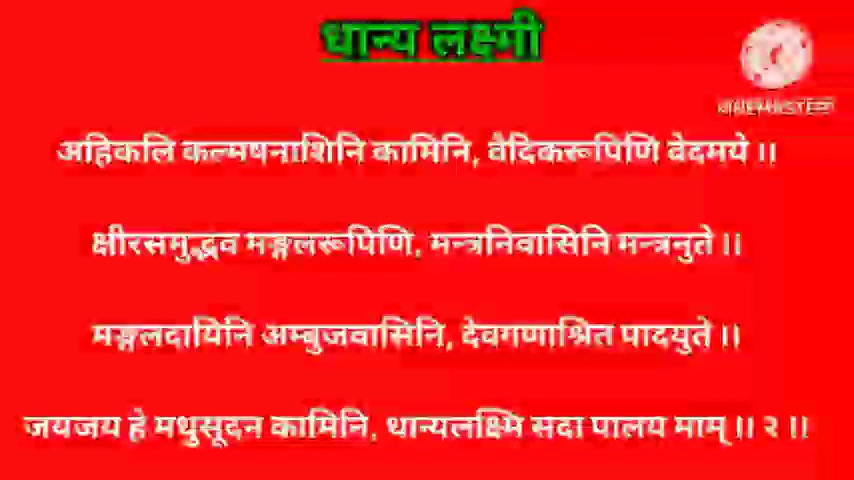 धान्य लक्ष्मी
KINEMASTER
अहिकलि कल्मषनाशिनि कामिनि, वैदिकरूपिणि वेदमये ।।
क्षीरसमुद्भव मङ्गलरूपिणि, मन्त्रनिवासिनि मन्त्रनुते ।।
मङ्गलदायिनि अम्बुजवासिनि, देवगणाश्रित पादयुते ।।
जयजय हे मधुसूदन कामिनि, धान्यलक्ष्मि सदा पालय माम् ।। २ ।।